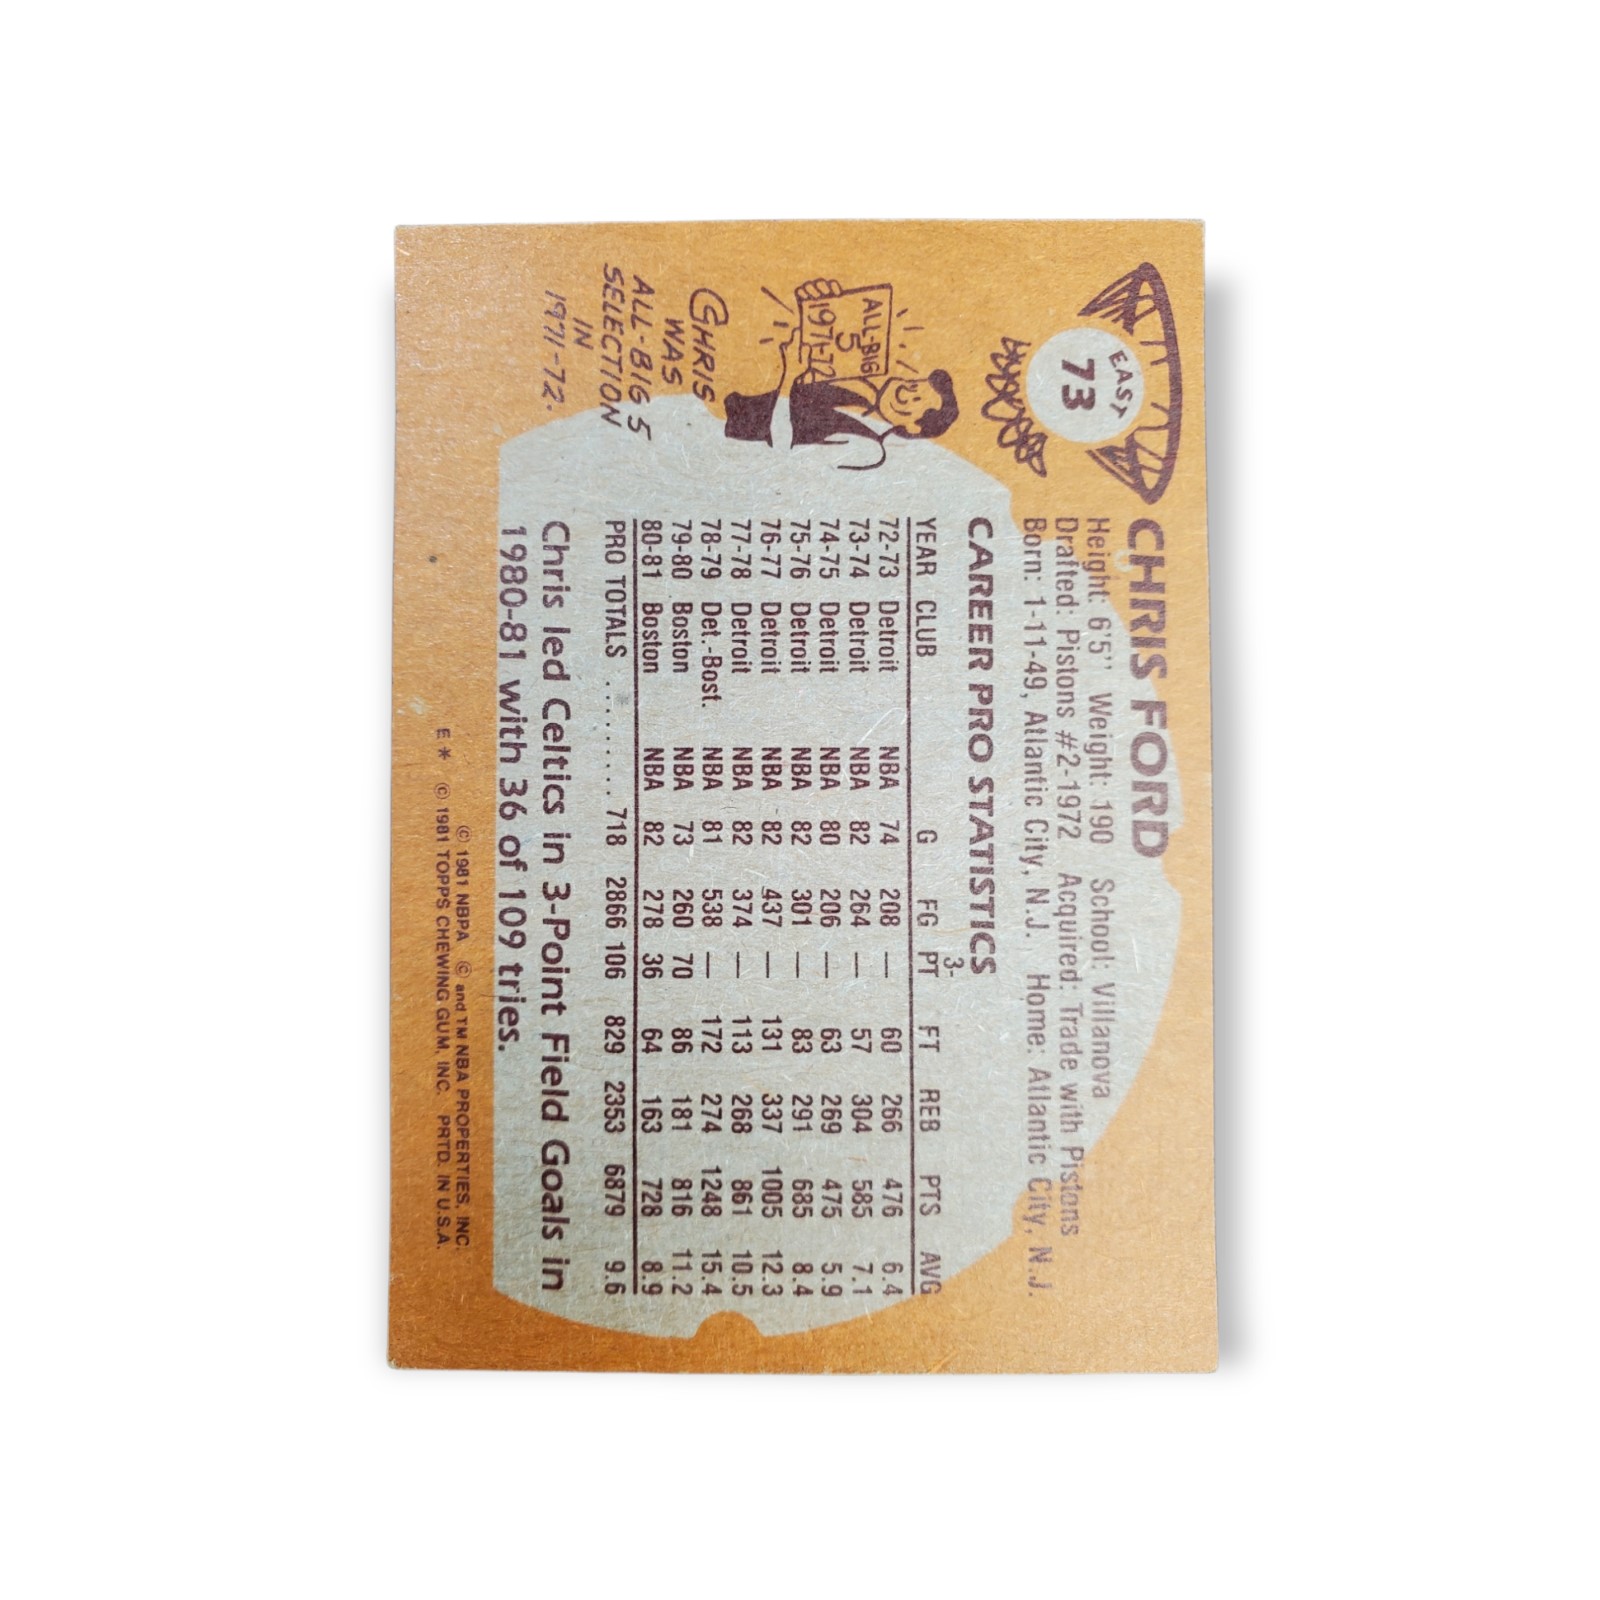 EAST
73
CHRIS FORD
Height: 6'5'' Weight: 190 School: Villanova
Drafted: Pistons #2-1972 Acquired: Trade with Pistons
Born: 1-11-49, Atlantic City, N.J. Home: Atlantic City, N.J.
CAREER PRO STATISTICS
YEAR CLUB G FG 3-PT FT REB PTS AVG
72-73 Detroit NBA 74 208 — 60 266 476 6.4
73-74 Detroit NBA 82 264 — 57 304 585 7.1
74-75 Detroit NBA 80 206 — 63 269 475 5.9
75-76 Detroit NBA 82 301 — 83 291 685 8.4
76-77 Detroit NBA 82 437 — 131 337 1005 12.3
77-78 Detroit NBA 82 374 — 113 268 861 10.5
78-79 Det.-Bost. NBA 81 538 — 172 274 1248 15.4
79-80 Boston NBA 73 260 70 86 181 816 11.2
80-81 Boston NBA 82 278 36 64 163 728 8.9
PRO TOTALS .......... 718 2866 106 829 2353 6879 9.6
Chris led Celtics in 3-Point Field Goals in
1980-81 with 36 of 109 tries.
ALL-BIG
5
1971-72
CHRIS
WAS
ALL-BIG 5
SELECTION
IN
1971-72.
© 1981 NBPA © and TM NBA PROPERTIES, INC.
E* © 1981 TOPPS CHEWING GUM, INC. PRTD. IN U.S.A.